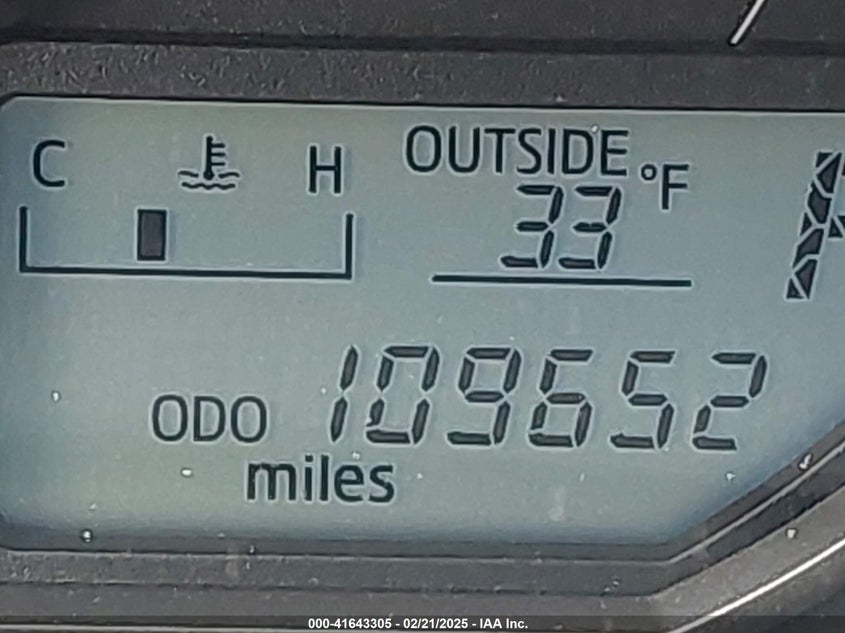 OUTSIDE
C H 33 °F
ODO 109652
miles
000-41643305 - 02/21/2025 - IAA Inc.